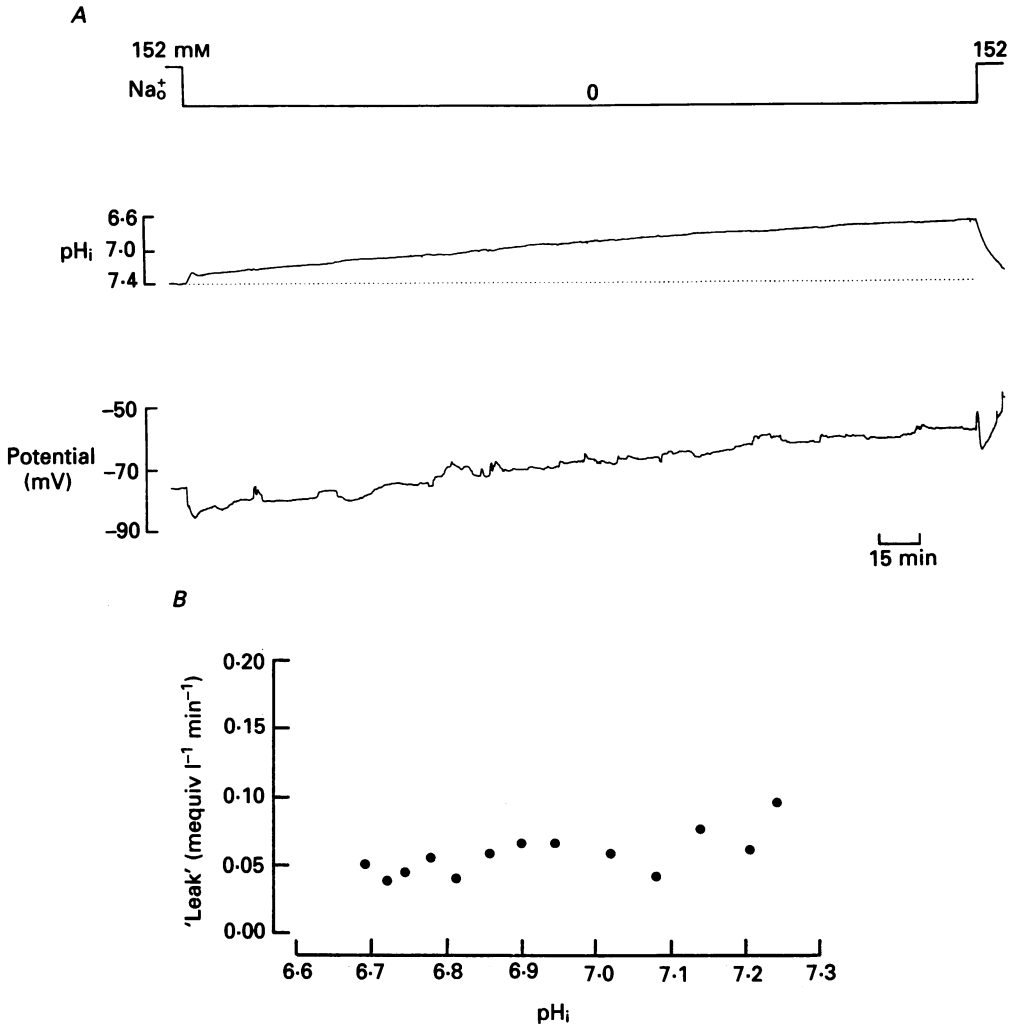 A
152 mM
152
Na⁺ₒ
0
6·6
pHᵢ 7·0
7·4
−50
Potential
(mV)
−70
−90
15 min
B
0·20
0·15
0·10
0·05
0·00
'Leak' (mequiv l⁻¹ min⁻¹)
6·6 6·7 6·8 6·9 7·0 7·1 7·2 7·3
pHᵢ